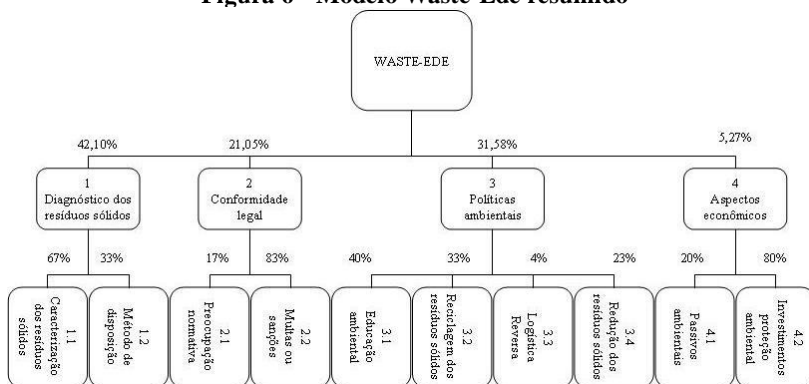 Figura 6 - Modelo Waste-Ede resumido
WASTE-EDE
42,10%
21,05%
31,58%
5,27%
1
Diagnóstico dos
resíduos sólidos
2
Conformidade
legal
3
Políticas
ambientais
4
Aspectos
econômicos
67%
33%
17%
83%
40%
33%
4%
23%
20%
80%
1.1
Caracterização
dos resíduos
sólidos
1.2
Método de
disposição
2.1
Preocupação
normativa
2.2
Multas ou
sanções
3.1
Educação
ambiental
3.2
Reciclagem dos
resíduos sólidos
3.3
Logística
Reversa
3.4
Redução dos
resíduos sólidos
4.1
Passivos
ambientais
4.2
Investimentos
proteção
ambiental